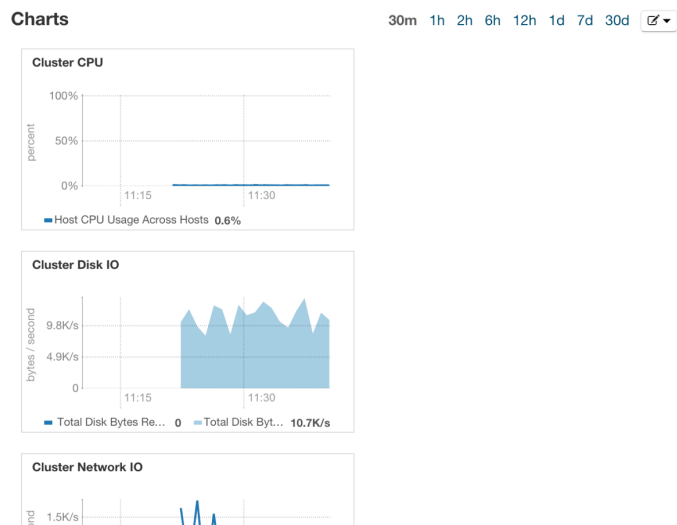 Charts
30m 1h 2h 6h 12h 1d 7d 30d
Cluster CPU
percent
100%
50%
0%
11:15 11:30
Host CPU Usage Across Hosts 0.6%
Cluster Disk IO
bytes / second
9.8K/s
4.9K/s
0
11:15 11:30
Total Disk Bytes Re... 0 Total Disk Byt... 10.7K/s
Cluster Network IO
1.5K/s